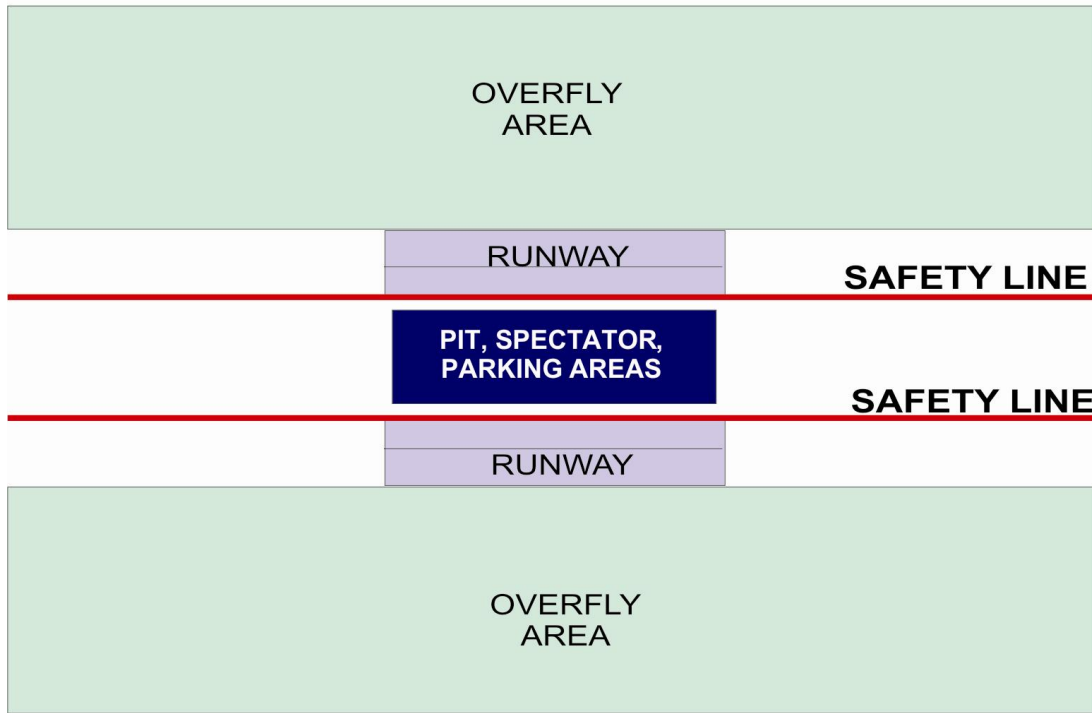 OVERFLY
AREA
RUNWAY
SAFETY LINE
PIT, SPECTATOR,
PARKING AREAS
SAFETY LINE
RUNWAY
OVERFLY
AREA